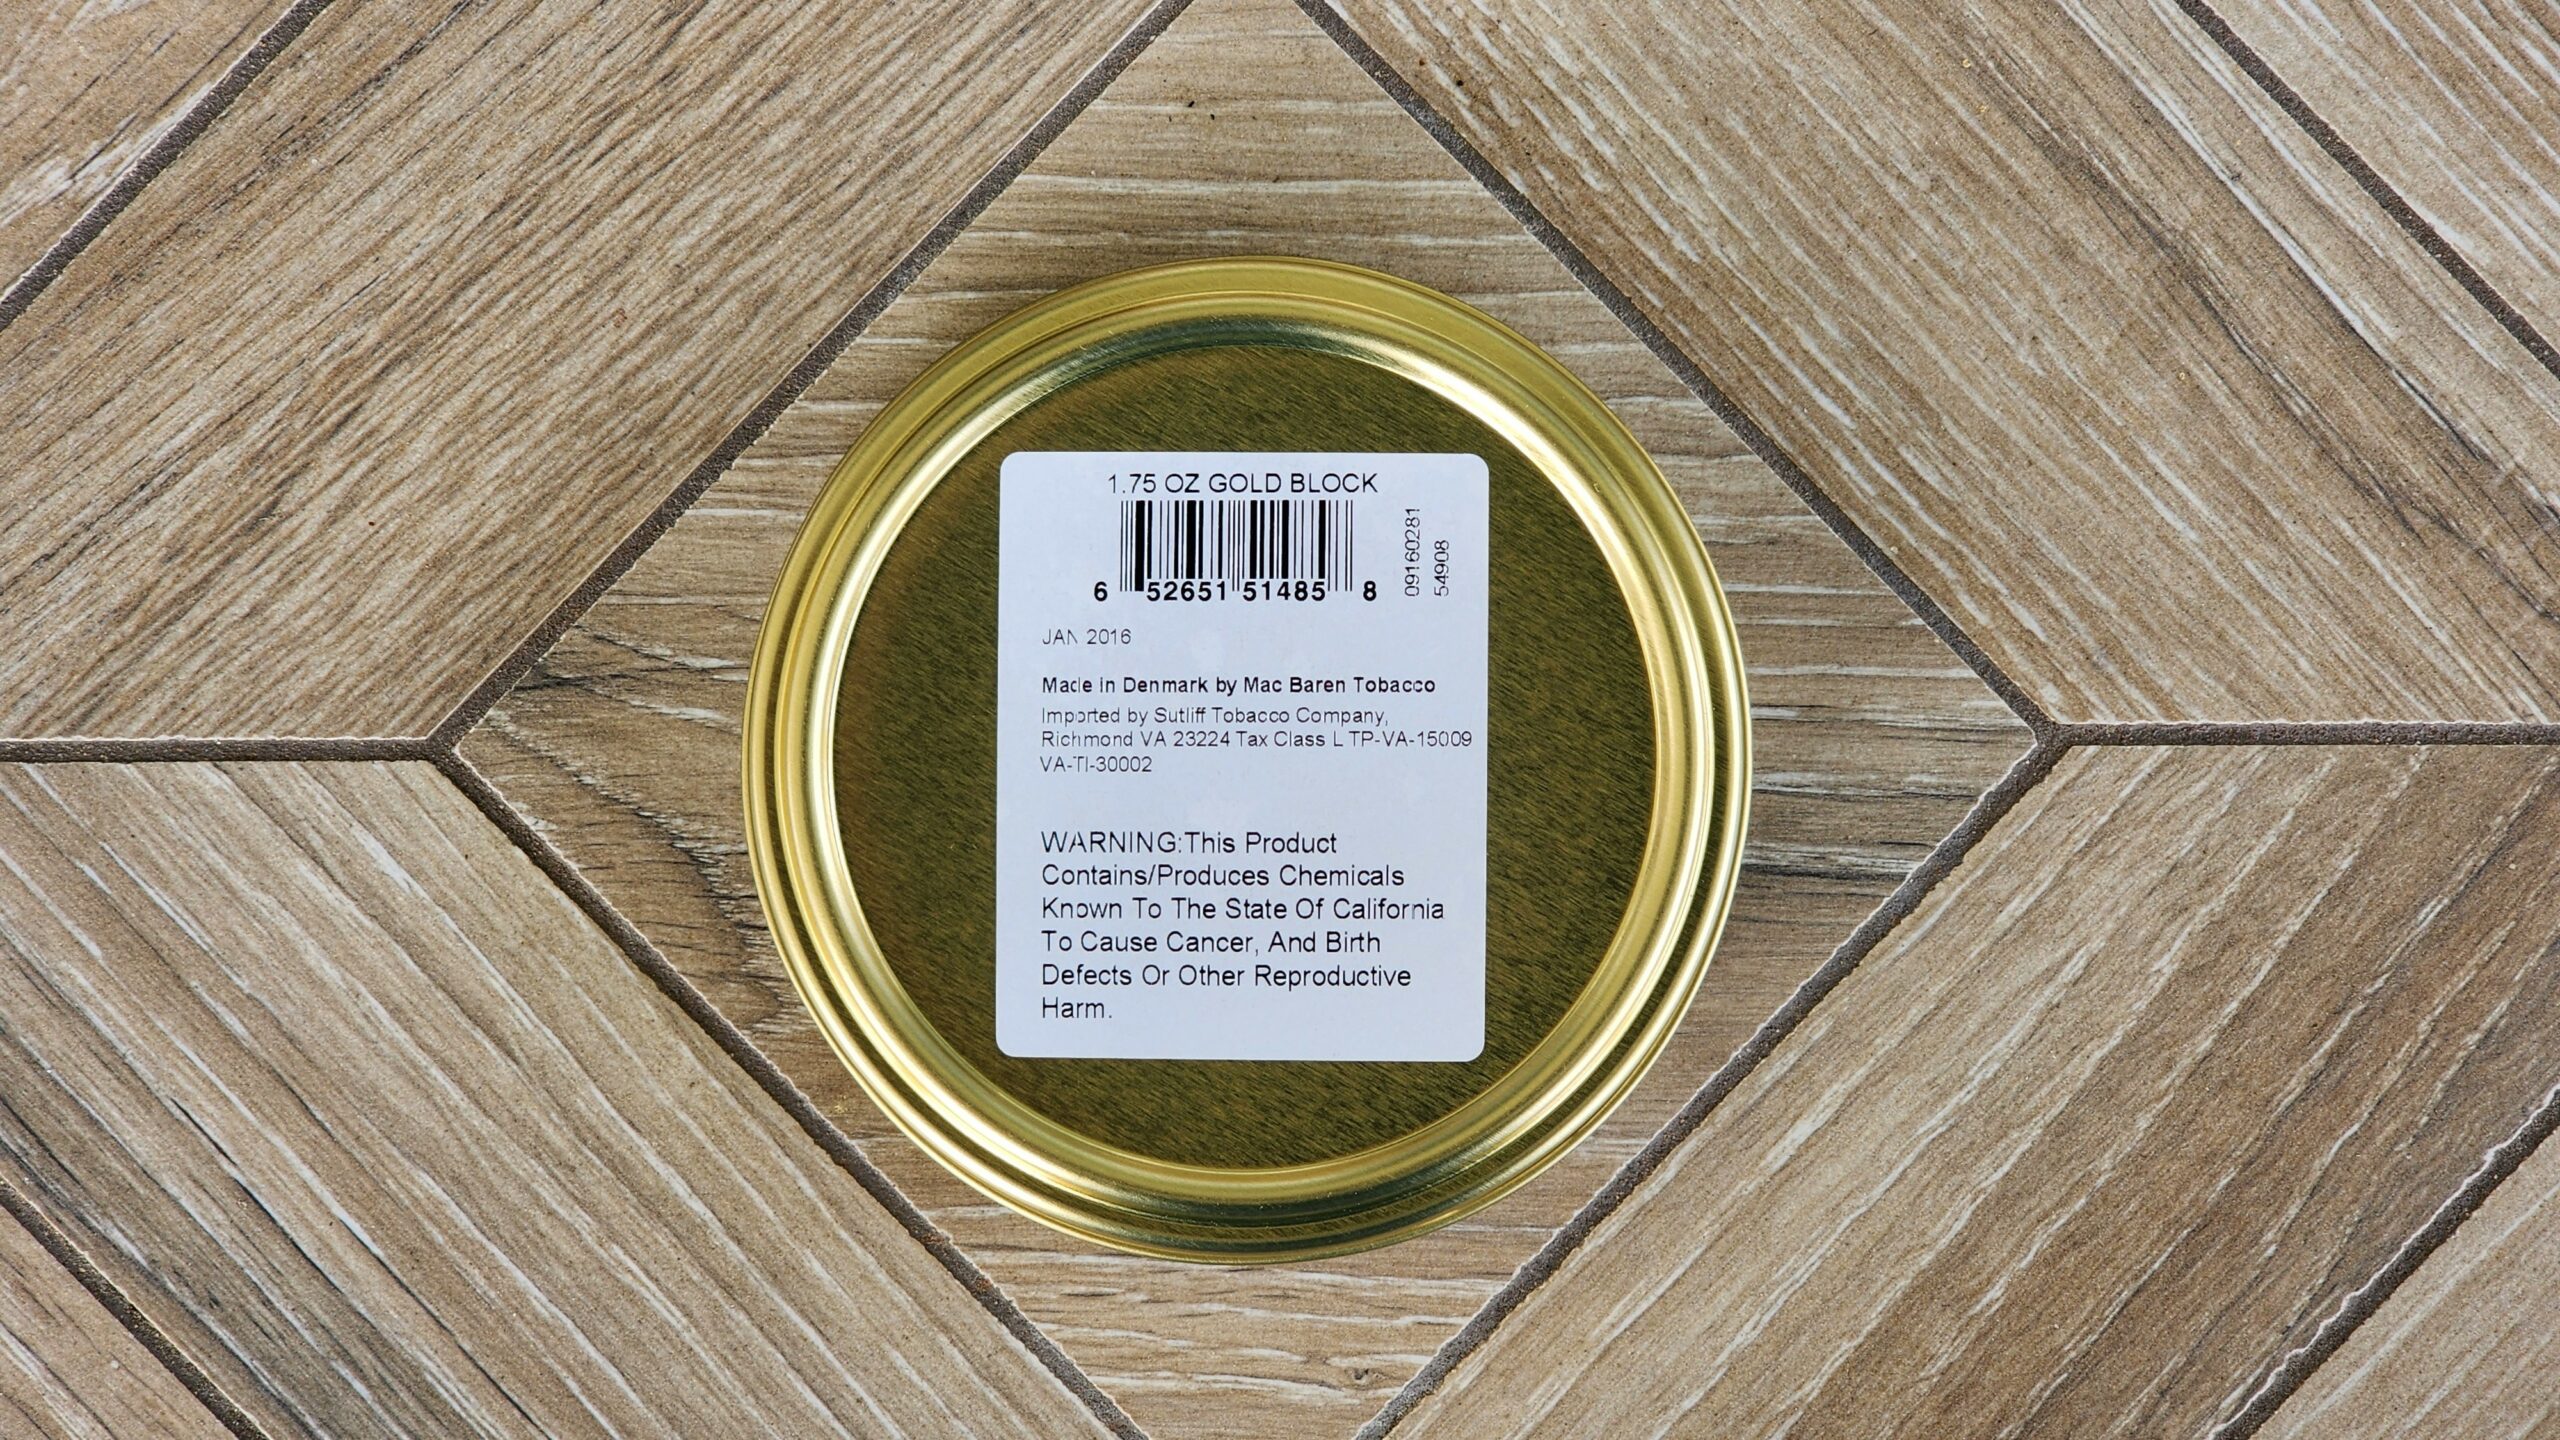 1.75 OZ GOLD BLOCK
6 52651 51485 8
09160281
54908
JAN 2016
Made in Denmark by Mac Baren Tobacco
Imported by Sutliff Tobacco Company,
Richmond VA 23224 Tax Class L TP-VA-15009
VA-TI-30002
WARNING:This Product
Contains/Produces Chemicals
Known To The State Of California
To Cause Cancer, And Birth
Defects Or Other Reproductive
Harm.